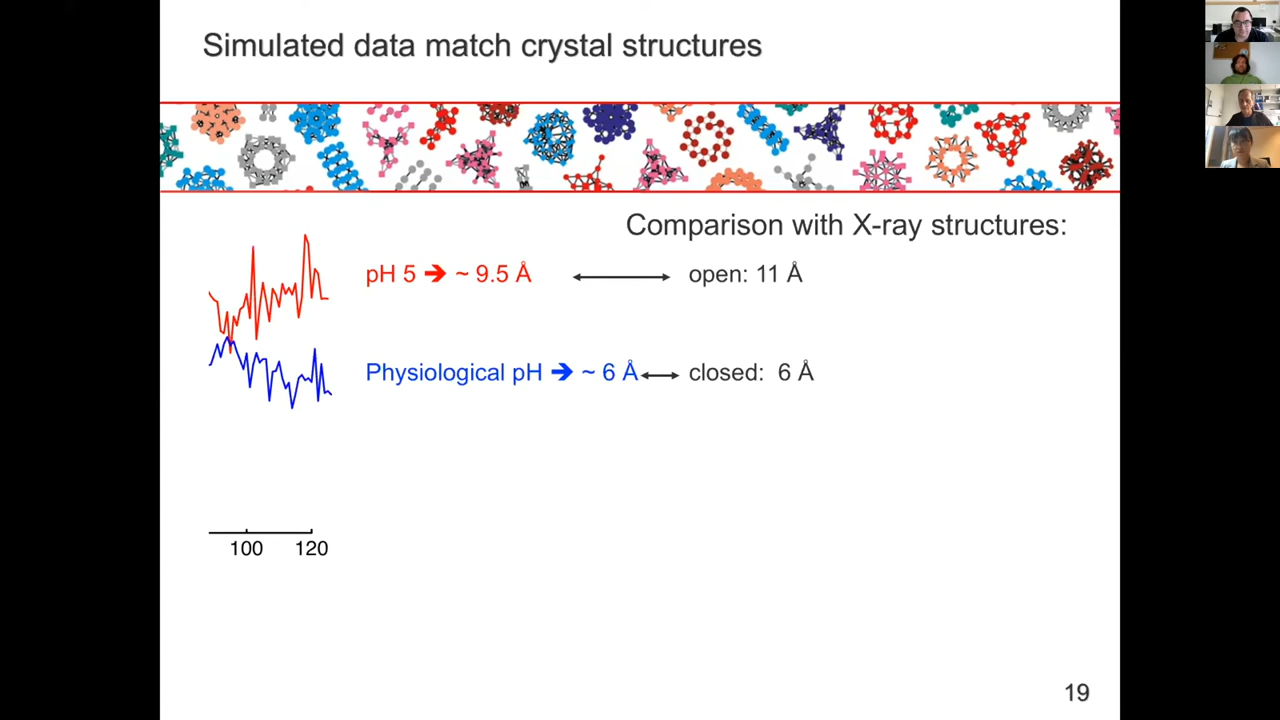 Simulated data match crystal structures
Comparison with X-ray structures:
pH 5 ➔ ~ 9.5 Å ⟷ open: 11 Å
Physiological pH ➔ ~ 6 Å ⟷ closed: 6 Å
100 120
19